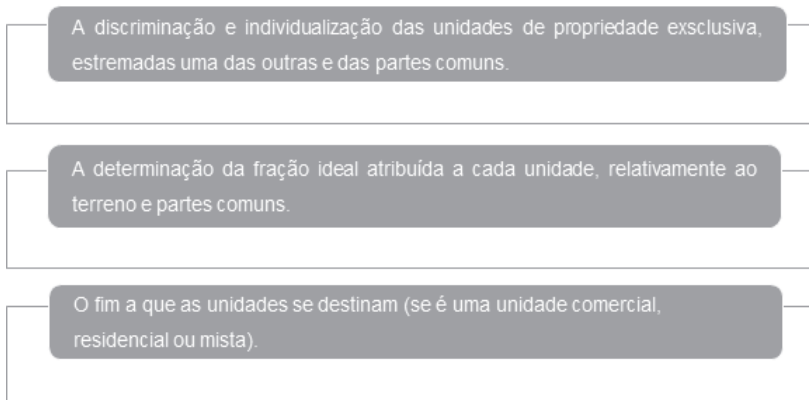 A discriminação e individualização das unidades de propriedade exsclusiva,
estremadas uma das outras e das partes comuns.
A determinação da fração ideal atribuída a cada unidade, relativamente ao
terreno e partes comuns.
O fim a que as unidades se destinam (se é uma unidade comercial,
residencial ou mista).